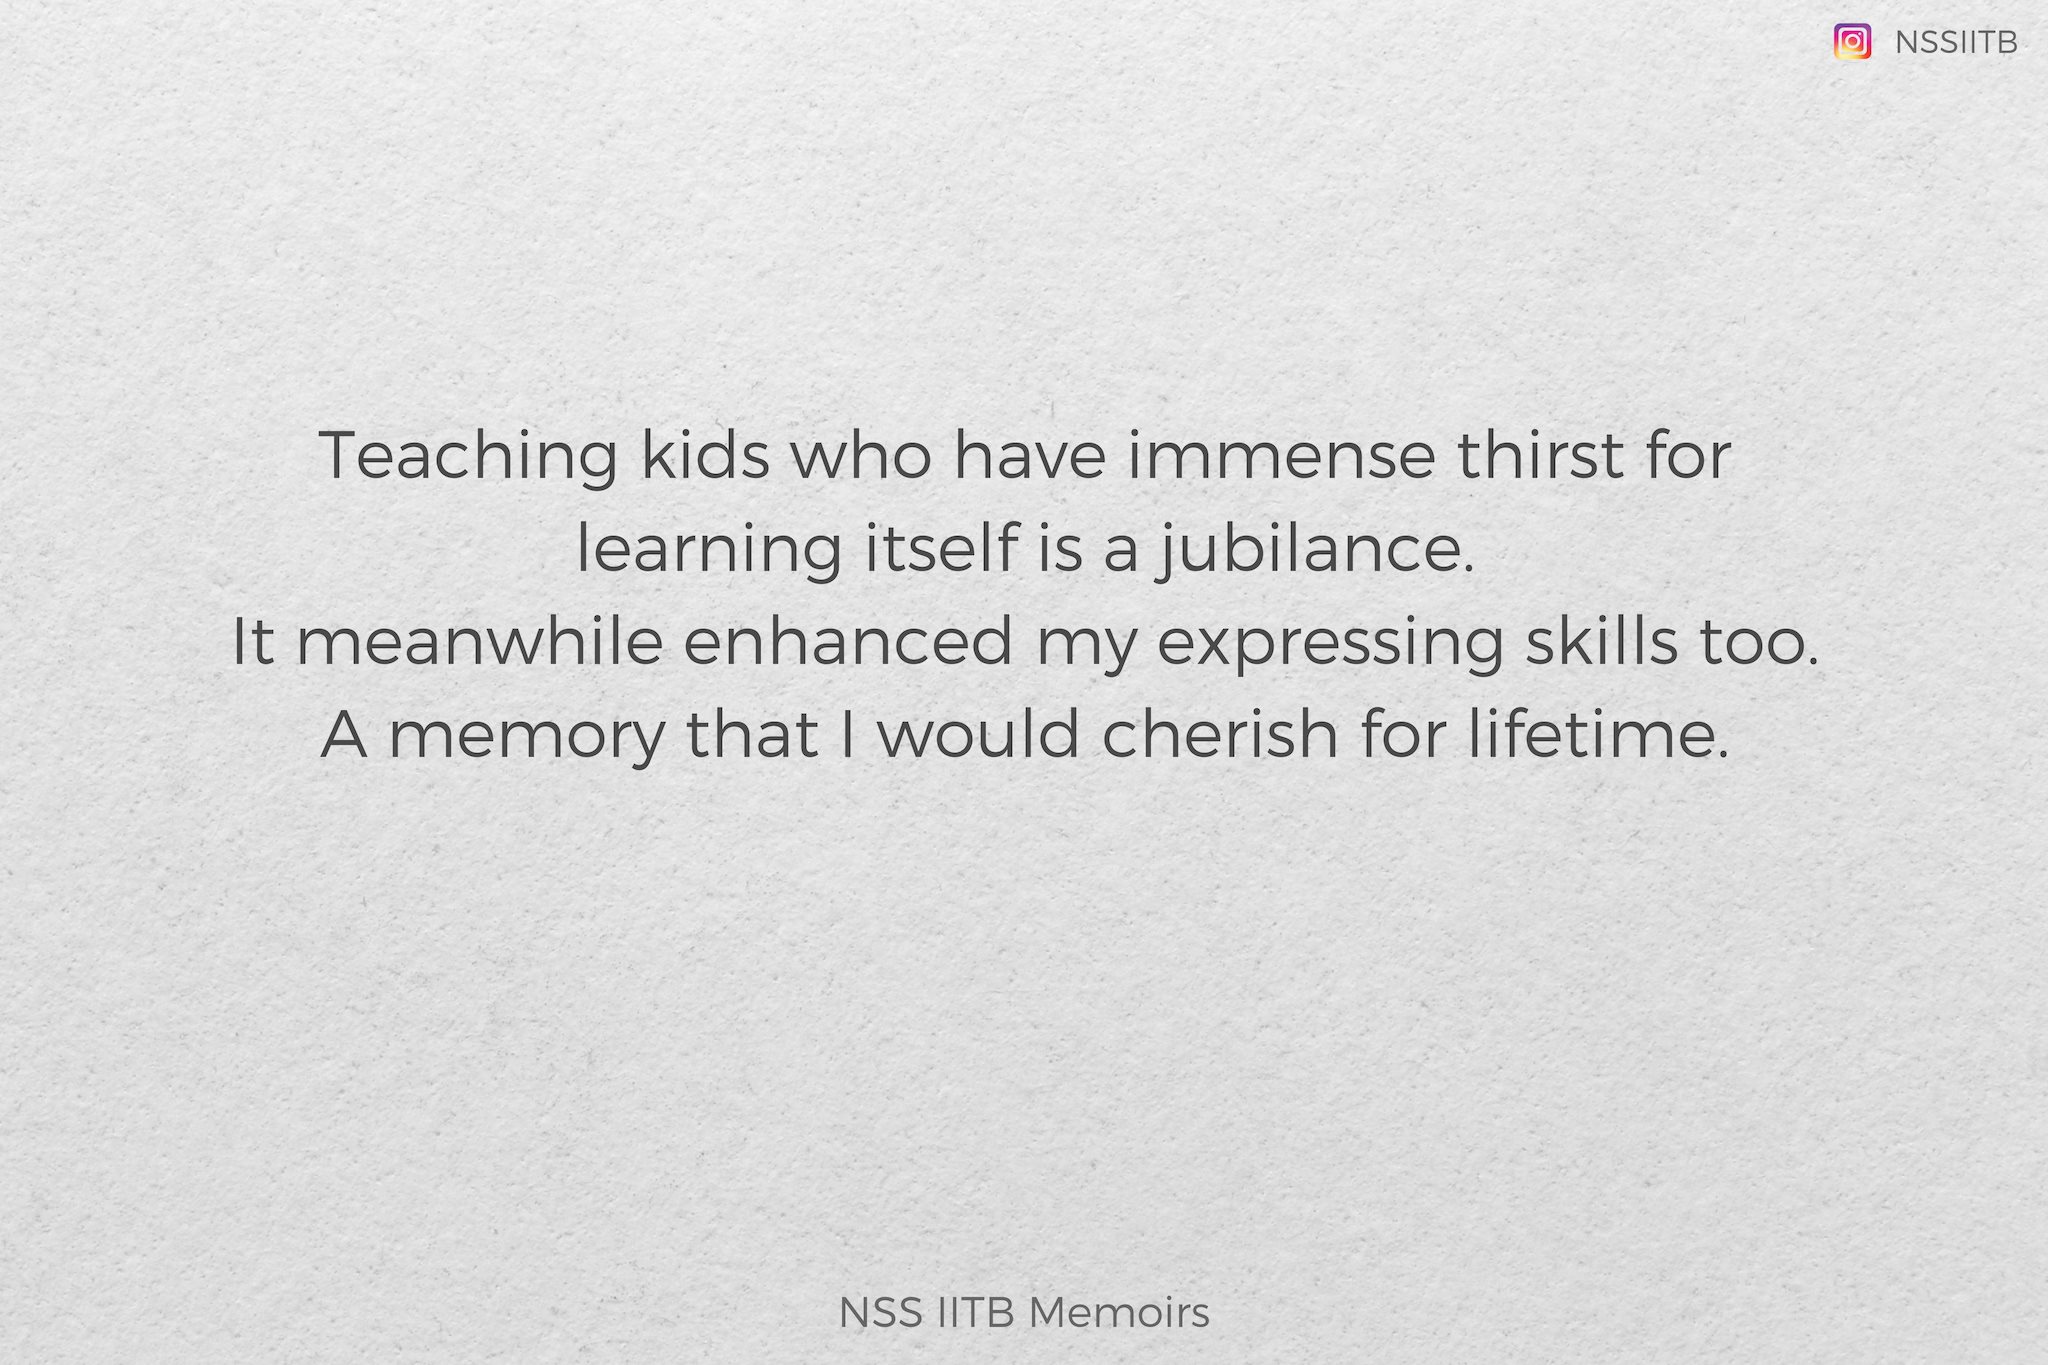 NSSIITB
Teaching kids who have immense thirst for
learning itself is a jubilance.
It meanwhile enhanced my expressing skills too.
A memory that I would cherish for lifetime.
NSS IITB Memoirs